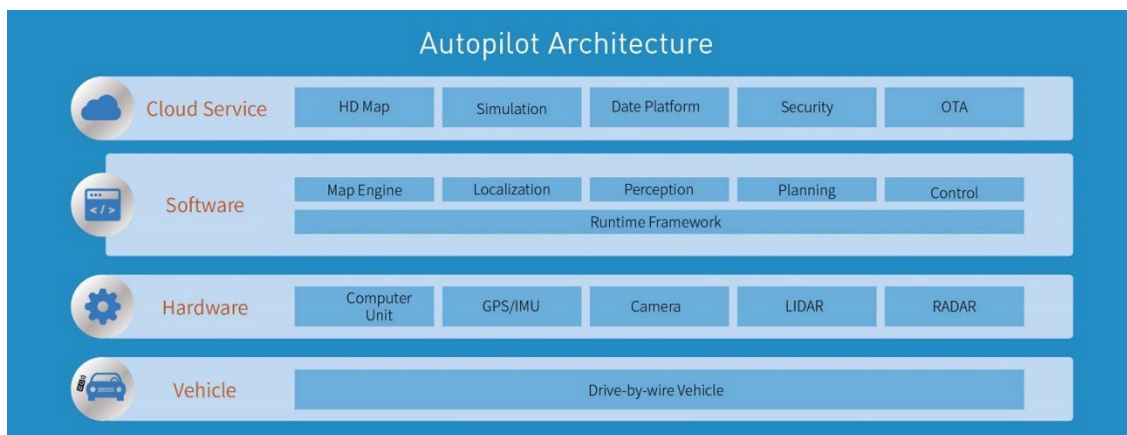 Autopilot Architecture
Cloud Service
HD Map
Simulation
Date Platform
Security
OTA
Software
Map Engine
Localization
Perception
Planning
Control
Runtime Framework
Hardware
Computer
Unit
GPS/IMU
Camera
LIDAR
RADAR
Vehicle
Drive-by-wire Vehicle